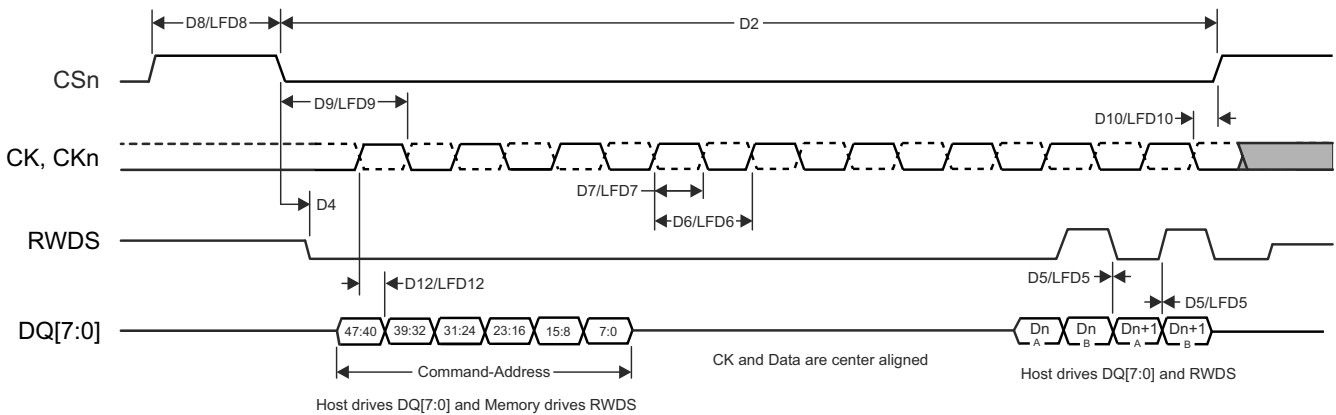 D8/LFD8
D2
CSn
D9/LFD9
D10/LFD10
CK, CKn
D7/LFD7
D4
D6/LFD6
RWDS
D12/LFD12
D5/LFD5
D5/LFD5
DQ[7:0]
47:40 39:32 31:24 23:16 15:8 7:0
Dn A Dn B Dn+1 A Dn+1 B
CK and Data are center aligned
Command-Address
Host drives DQ[7:0] and RWDS
Host drives DQ[7:0] and Memory drives RWDS